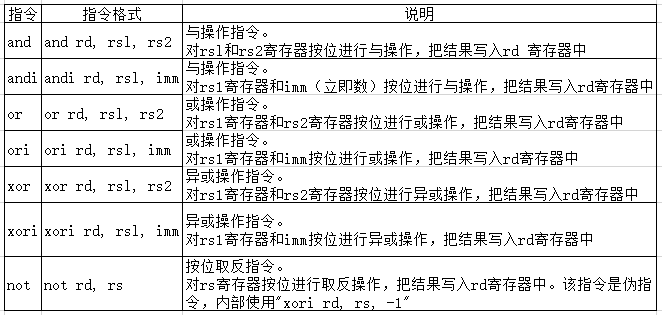 指令 指令格式 说明
and and rd, rsl, rs2 与操作指令。
对rsl和rs2寄存器按位进行与操作，把结果写入rd 寄存器中
andi andi rd, rsl, imm 与操作指令。
对rs1寄存器和imm（立即数）按位进行与操作，把结果写入rd寄存器中
or or rd, rsl, rs2 或操作指令。
对rs1寄存器和rs2寄存器按位进行或操作，把结果写入rd寄存器中
ori ori rd, rsl, imm 或操作指令。
对rs1寄存器和imm按位进行或操作，把结果写入rd寄存器中
xor xor rd, rsl, rs2 异或操作指令。
对rs1寄存器和rs2寄存器按位进行异或操作，把结果写入rd寄存器中
xori xori rd, rsl, imm 异或操作指令。
对rs1寄存器和imm按位进行异或操作，把结果写入rd寄存器中
not not rd, rs 按位取反指令。
对rs寄存器按位进行取反操作，把结果写入rd寄存器中。该指令是伪指
令，内部使用"xori rd, rs, -1"